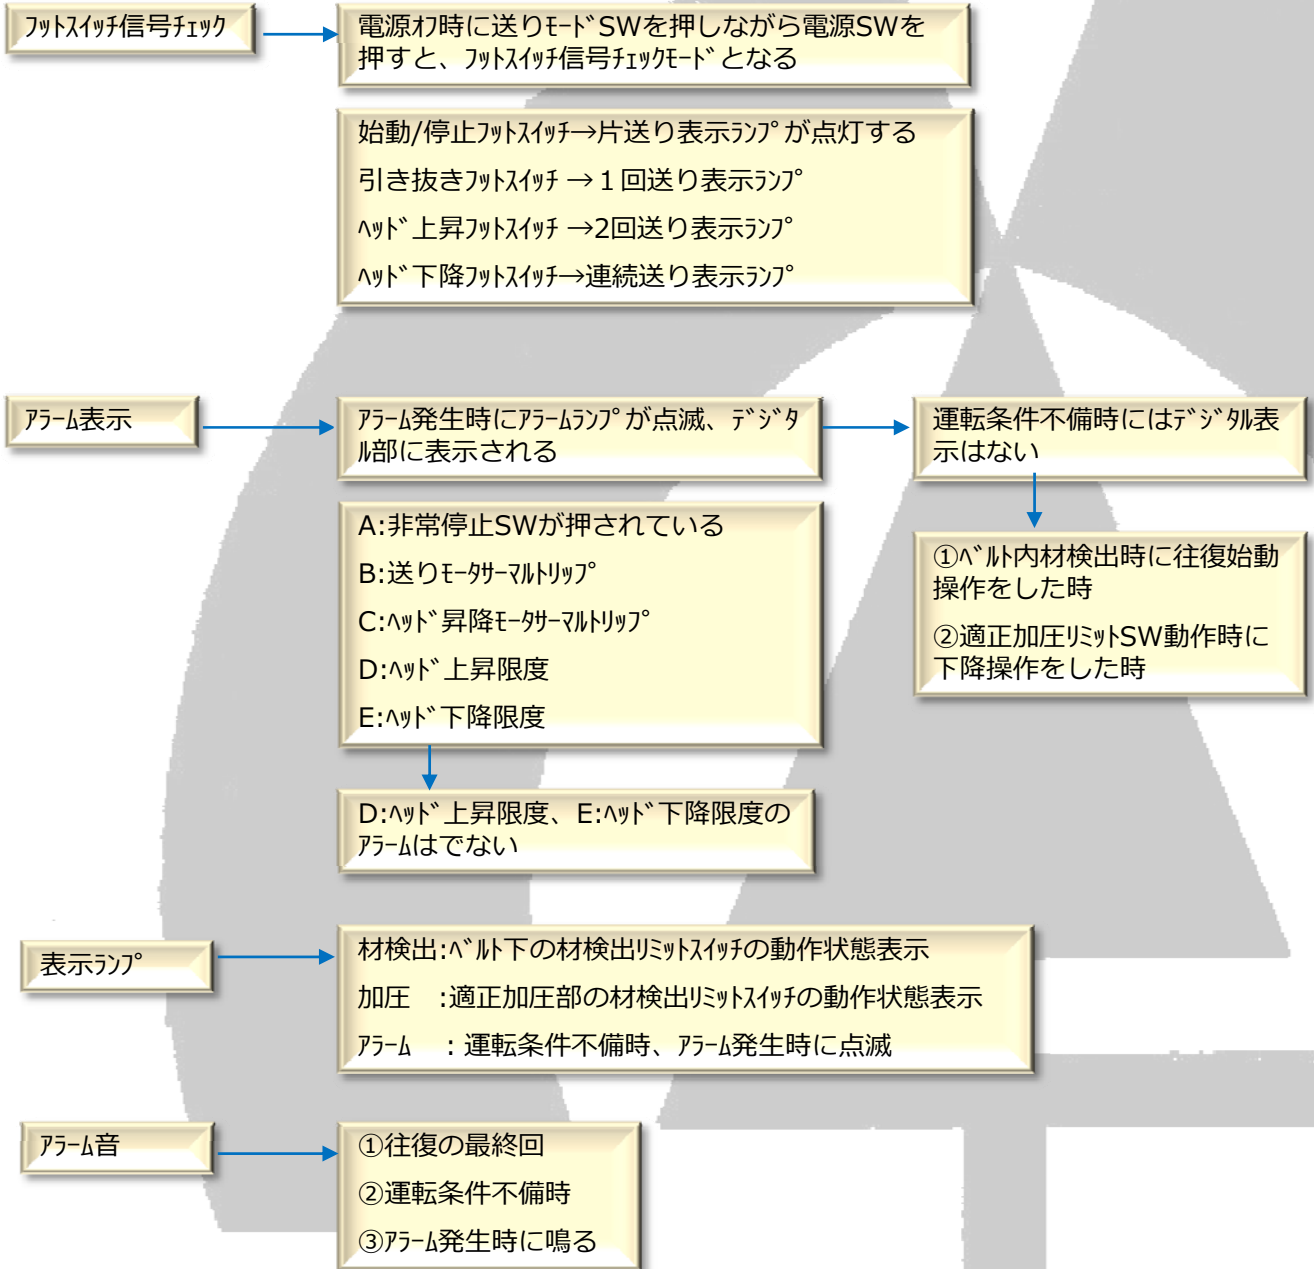 ﾌｯﾄｽｲｯﾁ信号ﾁｪｯｸ
電源ｵﾌ時に送りﾓｰﾄﾞSWを押しながら電源SWを
押すと、ﾌｯﾄｽｲｯﾁ信号ﾁｪｯｸﾓｰﾄﾞとなる
始動/停止ﾌｯﾄｽｲｯﾁ→片送り表示ﾗﾝﾌﾟが点灯する
引き抜きﾌｯﾄｽｲｯﾁ →１回送り表示ﾗﾝﾌﾟ
ﾍｯﾄﾞ上昇ﾌｯﾄｽｲｯﾁ →2回送り表示ﾗﾝﾌﾟ
ﾍｯﾄﾞ下降ﾌｯﾄｽｲｯﾁ→連続送り表示ﾗﾝﾌﾟ
ｱﾗｰﾑ表示
ｱﾗｰﾑ発生時にｱﾗｰﾑﾗﾝﾌﾟが点滅、ﾃﾞｼﾞﾀ
ﾙ部に表示される
運転条件不備時にはﾃﾞｼﾞﾀﾙ表
示はない
A:非常停止SWが押されている
B:送りﾓｰﾀｻｰﾏﾙﾄﾘｯﾌﾟ
C:ﾍｯﾄﾞ昇降ﾓｰﾀｻｰﾏﾙﾄﾘｯﾌﾟ
D:ﾍｯﾄﾞ上昇限度
E:ﾍｯﾄﾞ下降限度
①ﾍﾞﾙﾄ内材検出時に往復始動
操作をした時
②適正加圧ﾘﾐｯﾄSW動作時に
下降操作をした時
D:ﾍｯﾄﾞ上昇限度、E:ﾍｯﾄﾞ下降限度の
ｱﾗｰﾑはでない
表示ﾗﾝﾌﾟ
材検出:ﾍﾞﾙﾄ下の材検出ﾘﾐｯﾄｽｲｯﾁの動作状態表示
加圧　:適正加圧部の材検出ﾘﾐｯﾄｽｲｯﾁの動作状態表示
ｱﾗｰﾑ　：運転条件不備時、ｱﾗｰﾑ発生時に点滅
ｱﾗｰﾑ音
①往復の最終回
②運転条件不備時
③ｱﾗｰﾑ発生時に鳴る